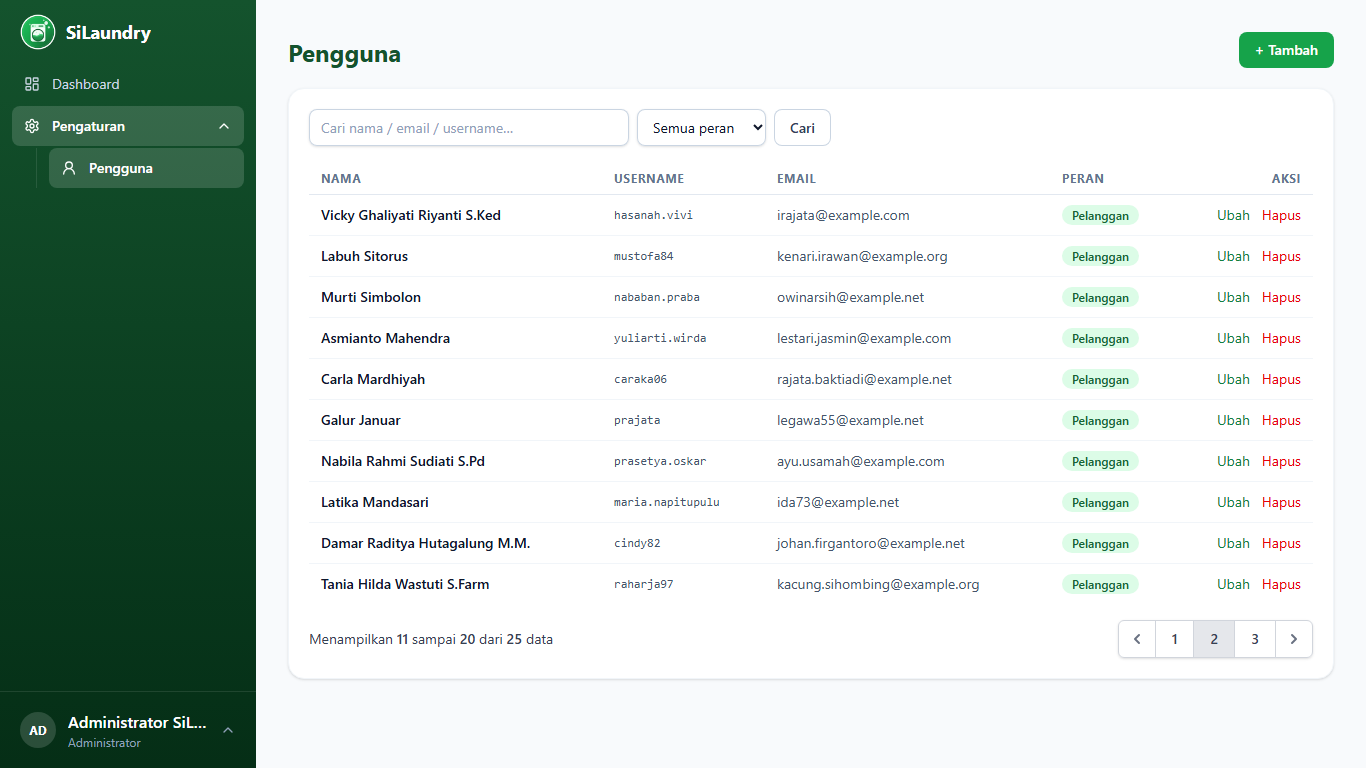 SiLaundry
Dashboard
Pengaturan
Pengguna
Administrator SiL...
AD
Administrator
Pengguna
+ Tambah
Cari nama / email / username...
Semua peran
Cari
NAMA USERNAME EMAIL PERAN AKSI
Vicky Ghaliyati Riyanti S.Ked hasanah.vivi irajata@example.com Pelanggan Ubah Hapus
Labuh Sitorus mustofa84 kenari.irawan@example.org Pelanggan Ubah Hapus
Murti Simbolon nababan.praba owinarsih@example.net Pelanggan Ubah Hapus
Asmianto Mahendra yuliarti.wirda lestari.jasmin@example.com Pelanggan Ubah Hapus
Carla Mardhiyah caraka06 rajata.baktiadi@example.net Pelanggan Ubah Hapus
Galur Januar prajata legawa55@example.net Pelanggan Ubah Hapus
Nabila Rahmi Sudiati S.Pd prasetya.oskar ayu.usamah@example.com Pelanggan Ubah Hapus
Latika Mandasari maria.napitupulu ida73@example.net Pelanggan Ubah Hapus
Damar Raditya Hutagalung M.M. cindy82 johan.firgantoro@example.net Pelanggan Ubah Hapus
Tania Hilda Wastuti S.Farm raharja97 kacung.sihombing@example.org Pelanggan Ubah Hapus
Menampilkan 11 sampai 20 dari 25 data
1 2 3